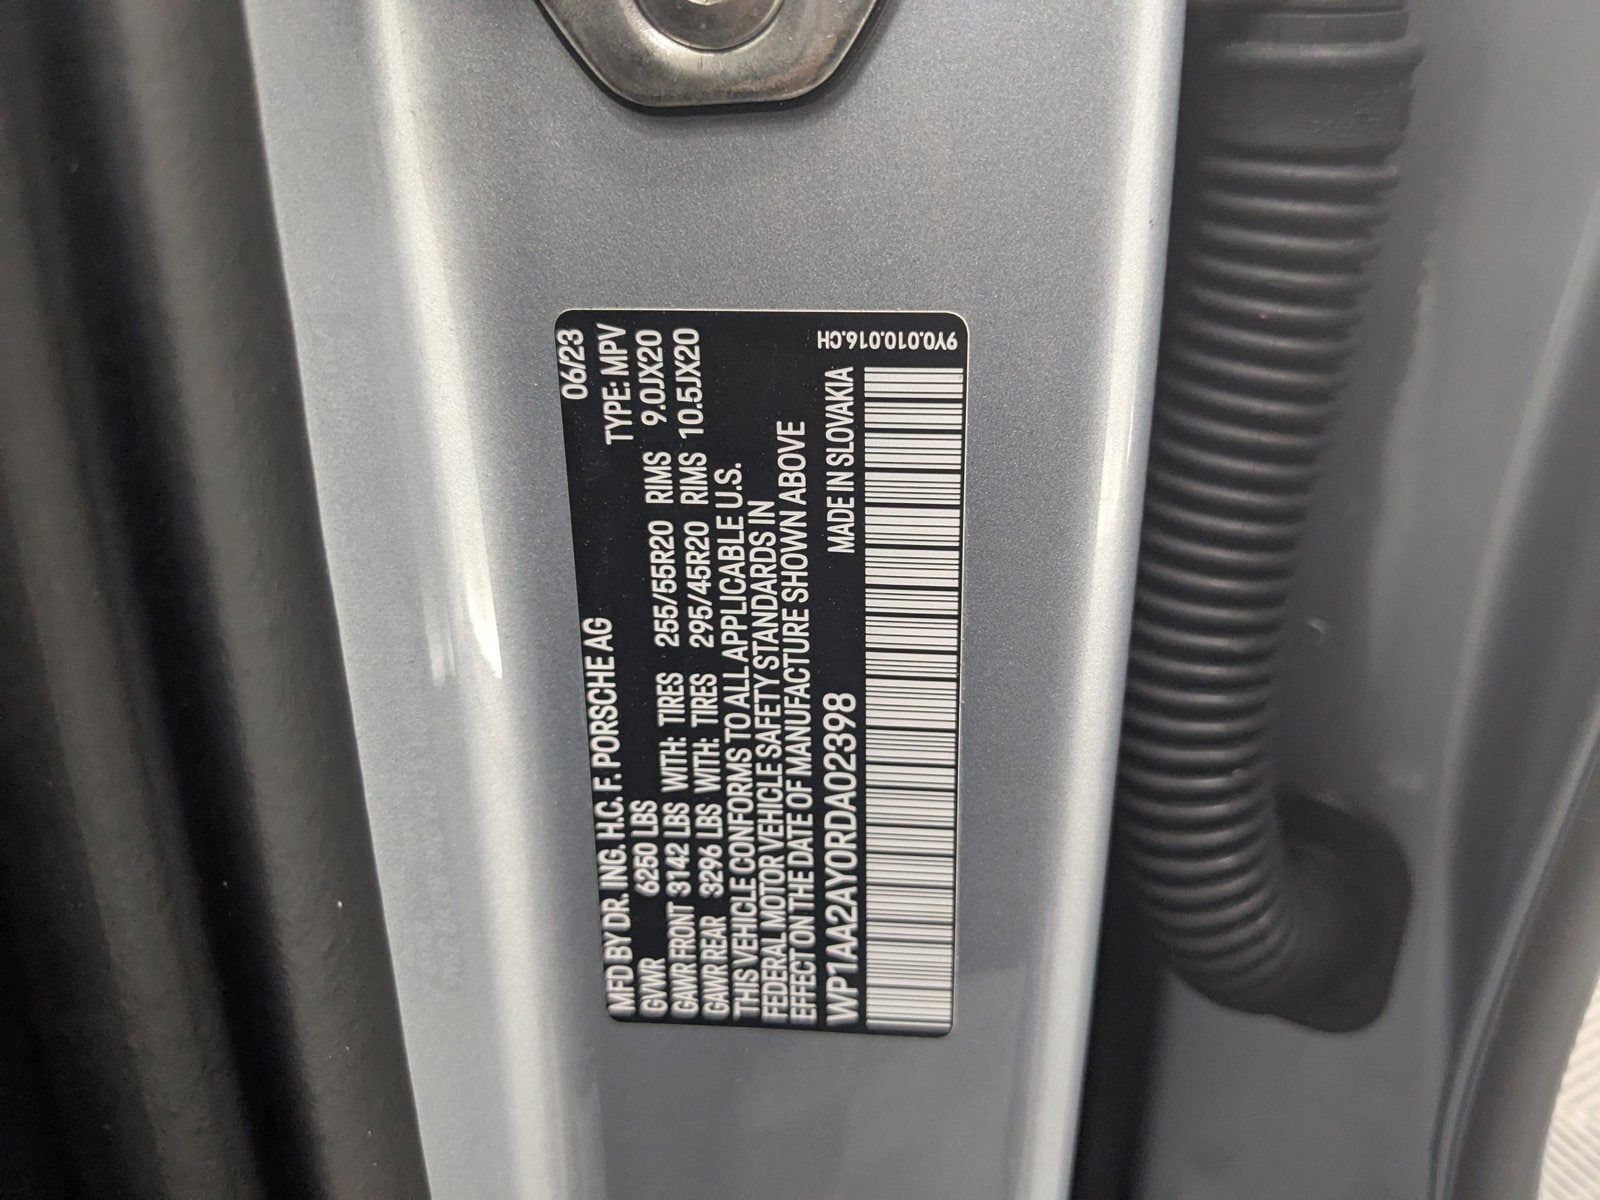 06/23
MFD BY DR. ING. H.C. F. PORSCHE AG TYPE: MPV
GVWR 6250 LBS
GAWR FRONT 3142 LBS WITH: TIRES 255/55R20 RIMS 9.0JX20
GAWR REAR 3296 LBS WITH: TIRES 295/45R20 RIMS 10.5JX20
THIS VEHICLE CONFORMS TO ALL APPLICABLE U.S.
FEDERAL MOTOR VEHICLE SAFETY STANDARDS IN
EFFECT ON THE DATE OF MANUFACTURE SHOWN ABOVE
WP1AA2AY0RDA02398 MADE IN SLOVAKIA
9Y0.010.016.CH